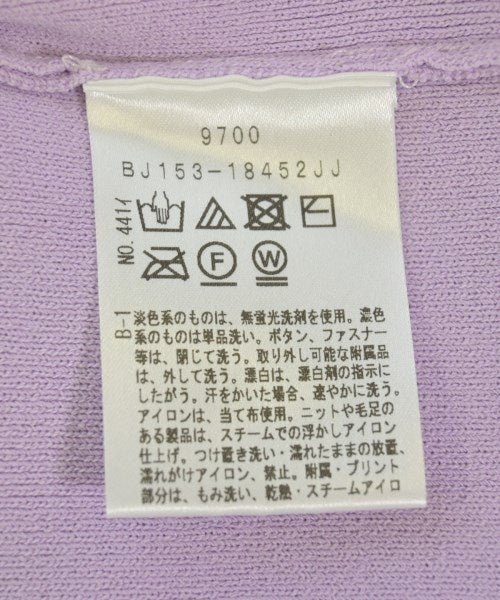 9700
BJ153-18452JJ
NO.441イ
F
W
B-1
淡色系のものは、無蛍光洗剤を使用。濃色
系のものは単品洗い。ボタン、ファスナー
等は、閉じて洗う。取り外し可能な附属品
は、外して洗う。漂白は、漂白剤の指示に
したがう。汗をかいた場合、速やかに洗う。
アイロンは、当て布使用。ニットや毛足の
ある製品は、スチームでの浮かしアイロン
仕上げ。つけ置き洗い・濡れたままの放置、
濡れがけアイロン、禁止。附属・プリント
部分は、もみ洗い、乾熱・スチームアイロ